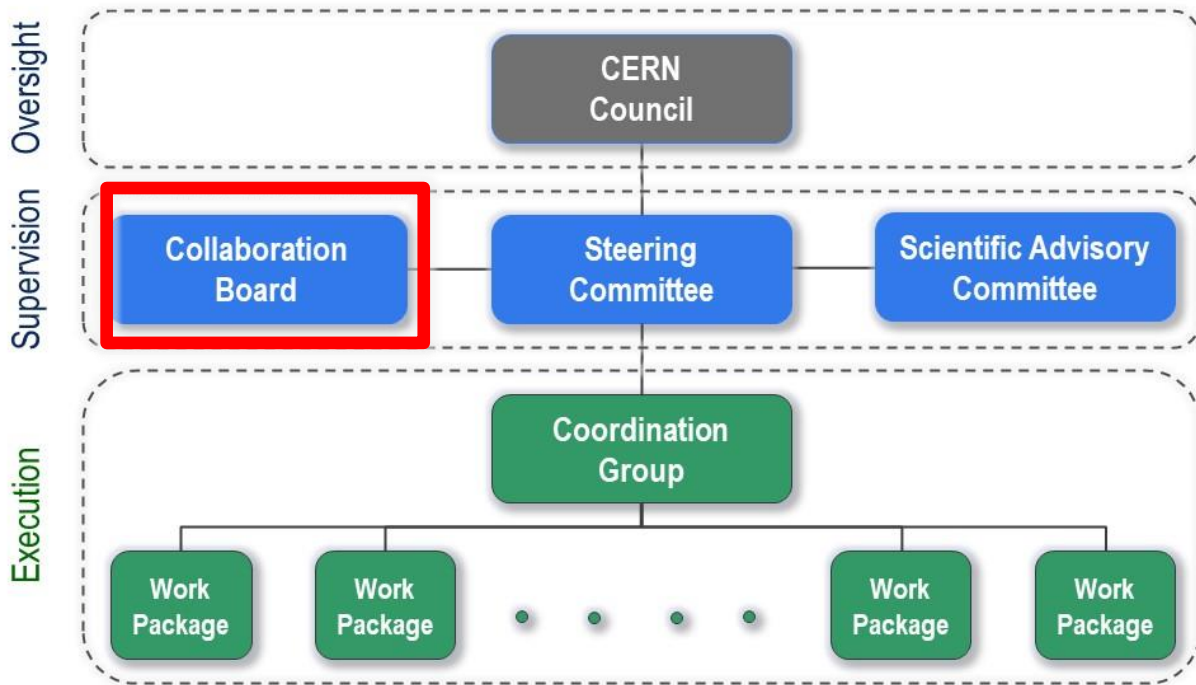 Oversight
CERN
Council
Supervision
Collaboration
Board
Steering
Committee
Scientific Advisory
Committee
Execution
Coordination
Group
Work
Package
Work
Package
Work
Package
Work
Package